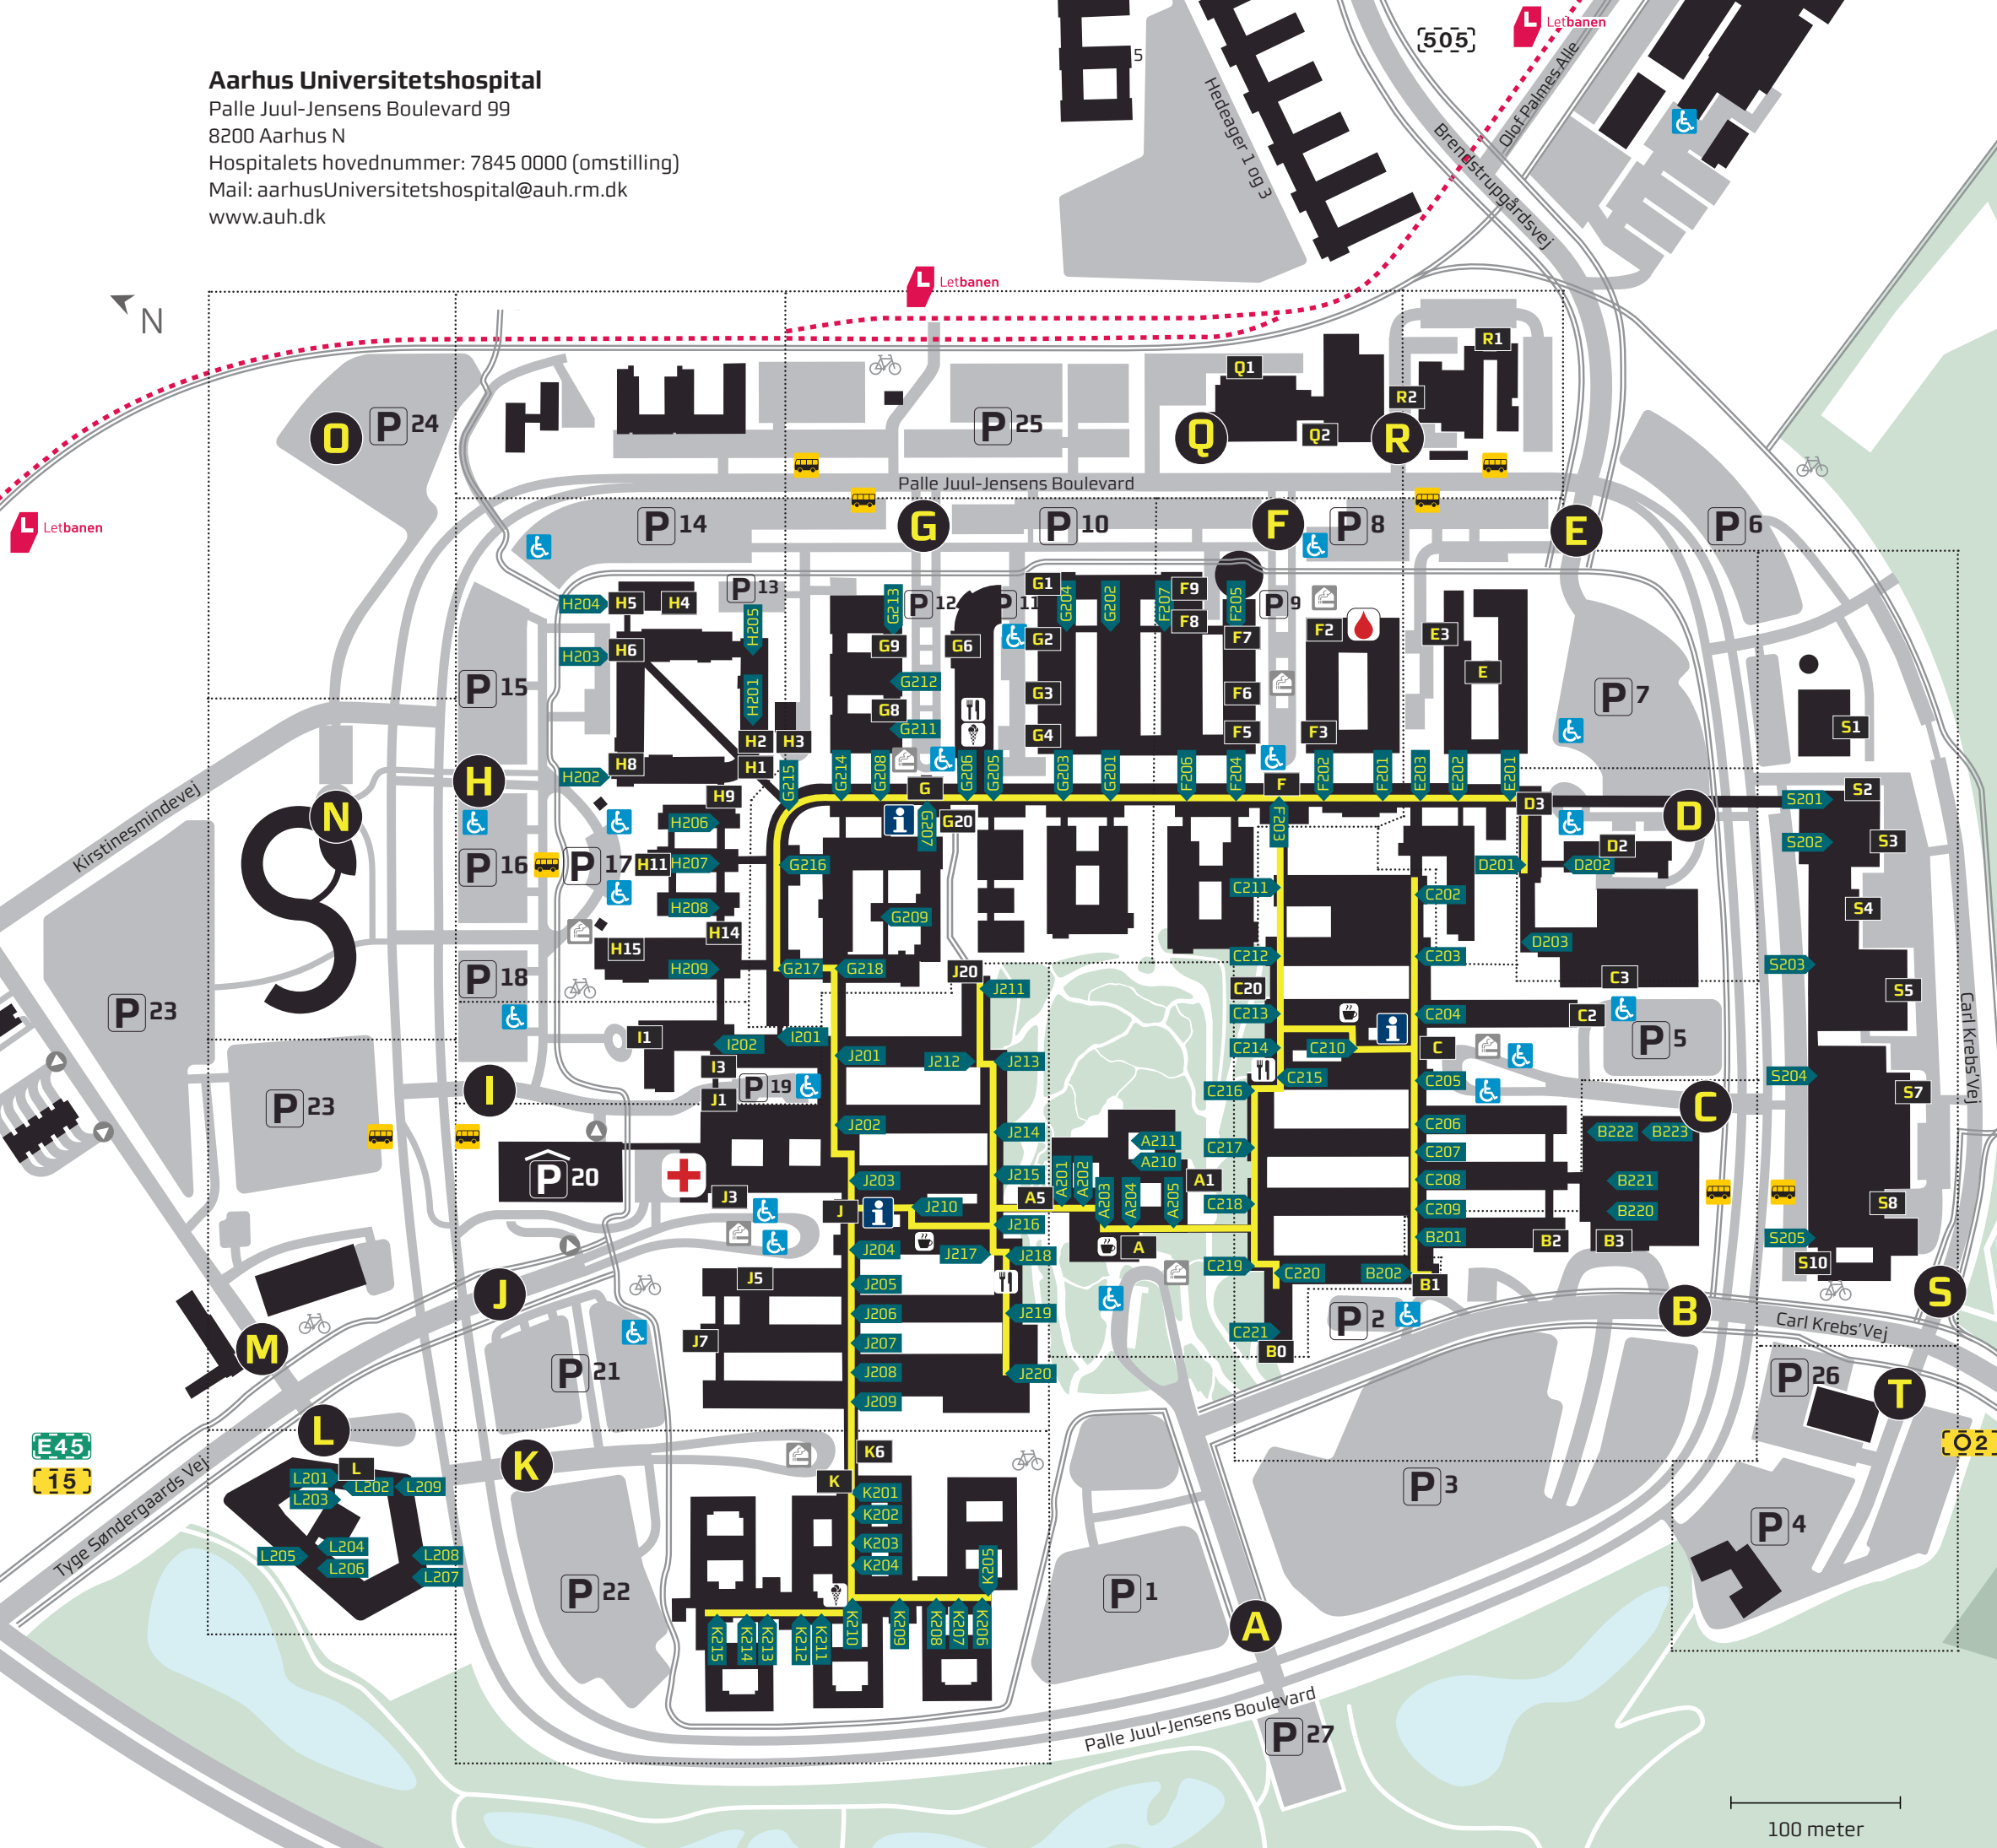 Aarhus Universitetshospital
Palle Juul-Jensens Boulevard 99
8200 Aarhus N
Hospitalets hovednummer: 7845 0000 (omstilling)
Mail: aarhusUniversitetshospital@auh.rm.dk
www.auh.dk
5
505
L Letbanen
Olof Palmes Alle
Hedeager 1 og 3
Brendstrupgårdsvej
N
L Letbanen
R1
Q1
R2
O
P 24
P 25
Q
Q2
R
Palle Juul-Jensens Boulevard
L Letbanen
P 14
G
P 10
F
P 8
E
P 6
H204
H5
H4
P 13
G213
P 12
P 11
G1
G204
G202
F207
F9
F205
P 9
H205
F8
F2
E3
H203
H6
G9
G6
G2
F7
E
P 15
H201
G212
G8
G3
F6
P 7
G211
G4
F5
F3
S1
H2
H3
H8
H1
H202
H
G215
G214
G208
G206
G205
G203
G201
F206
F204
F
F202
F201
E203
E202
E201
G
H9
D3
S201
S2
N
H206
i
G207
G20
F203
D
S202
S3
Kirstinesmindevej
P 16
P 17
H11
H207
G216
D201
D202
D2
C211
C202
H208
G209
S4
H14
H15
D203
H209
G217
G218
J20
C212
C203
S203
P 18
C3
J211
C20
S5
P 23
C213
C204
C2
I1
I202
I201
i
P 5
C214
C210
C
J201
J212
J213
I3
C215
C205
S204
Carl Krebs'Vej
P 23
I
J1
P 19
C216
S7
C
J202
J214
C206
B222
B223
A211
C217
C207
A210
P 20
J203
J215
A201
A202
A1
C208
B221
J3
A5
A203
A204
A205
C218
S8
J
i
J210
C209
B220
J216
J204
J217
J218
A
B201
B2
B3
S205
C219
S10
J5
J205
C220
B202
B1
J
J206
J219
P 2
B
S
J7
J207
C221
Carl Krebs'Vej
M
B0
P 21
J208
J220
P 26
T
J209
L
E45
K6
O2
15
K
L
L201
L202
L209
K
K201
P 3
L203
K202
P 4
L204
K203
L205
L208
L206
K204
K205
L207
Tyge Søndergaards Vej
P 22
P 1
A
K215
K214
K213
K212
K211
K210
K209
K208
K207
K206
Palle Juul-Jensens Boulevard
P 27
100 meter